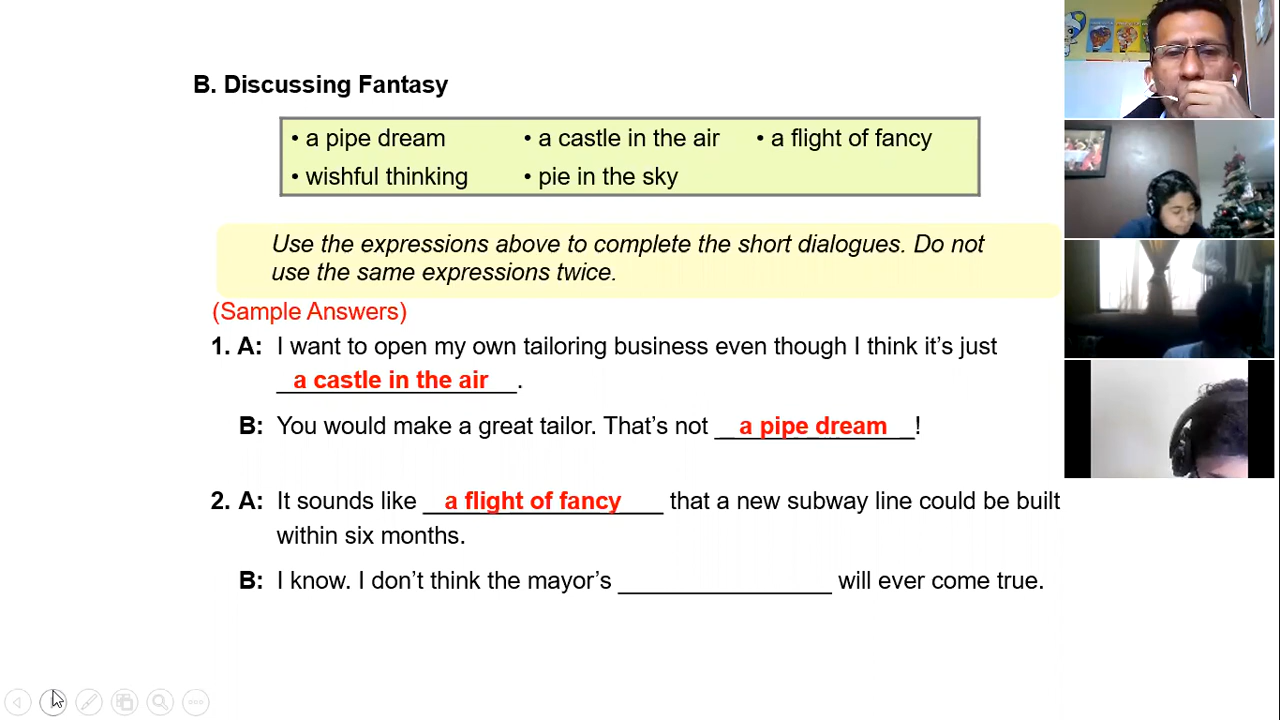 B. Discussing Fantasy
• a pipe dream • a castle in the air • a flight of fancy
• wishful thinking • pie in the sky
Use the expressions above to complete the short dialogues. Do not
use the same expressions twice.
(Sample Answers)
1. A: I want to open my own tailoring business even though I think it’s just
a castle in the air.
B: You would make a great tailor. That’s not a pipe dream!
2. A: It sounds like a flight of fancy that a new subway line could be built
within six months.
B: I know. I don’t think the mayor’s ________________ will ever come true.